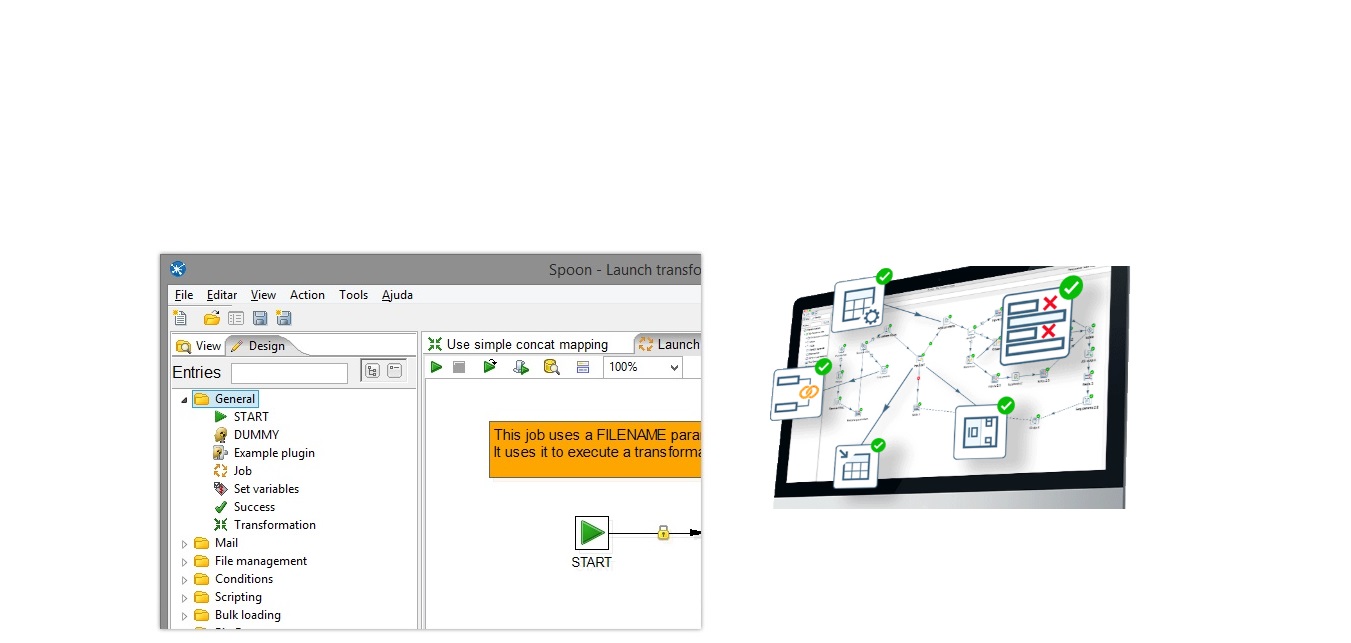 Spoon - Launch transfo
File Editar View Action Tools Ajuda
View Design
Use simple concat mapping Launch
Entries
100%
General
START
DUMMY
Example plugin
Job
Set variables
Success
Transformation
Mail
File management
Conditions
Scripting
Bulk loading
This job uses a FILENAME para
It uses it to execute a transforma
START